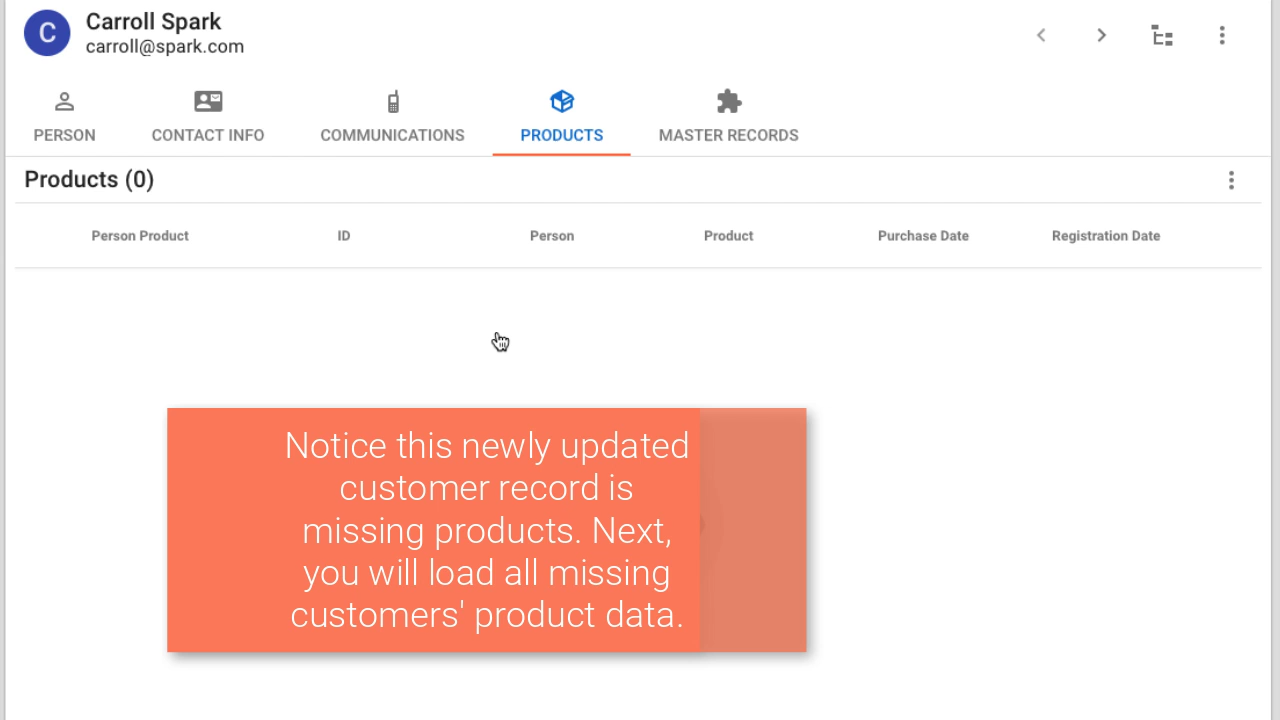 C
Carroll Spark
carroll@spark.com
PERSON CONTACT INFO COMMUNICATIONS PRODUCTS MASTER RECORDS
Products (0)
Person Product ID Person Product Purchase Date Registration Date
Notice this newly updated
customer record is
missing products. Next,
you will load all missing
customers' product data.